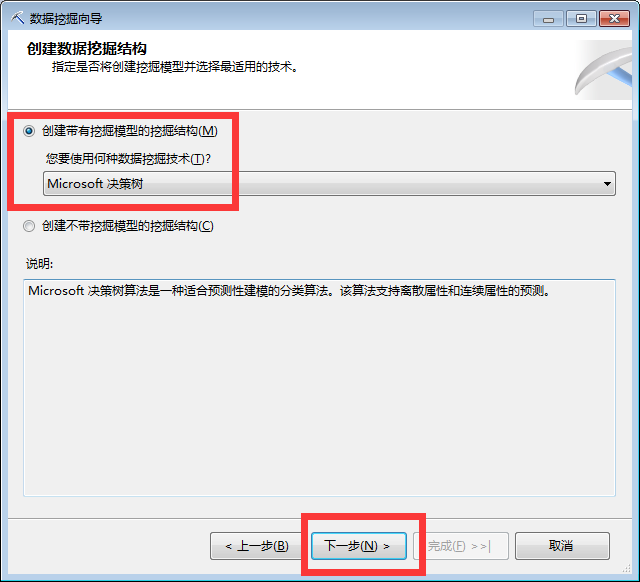 数据挖掘向导
创建数据挖掘结构
指定是否将创建挖掘模型并选择最适用的技术。
创建带有挖掘模型的挖掘结构(M)
您要使用何种数据挖掘技术(T)?
Microsoft 决策树
创建不带挖掘模型的挖掘结构(C)
说明:
Microsoft 决策树算法是一种适合预测性建模的分类算法。该算法支持离散属性和连续属性的预测。
< 上一步(B) 下一步(N) > 完成(F) >>| 取消